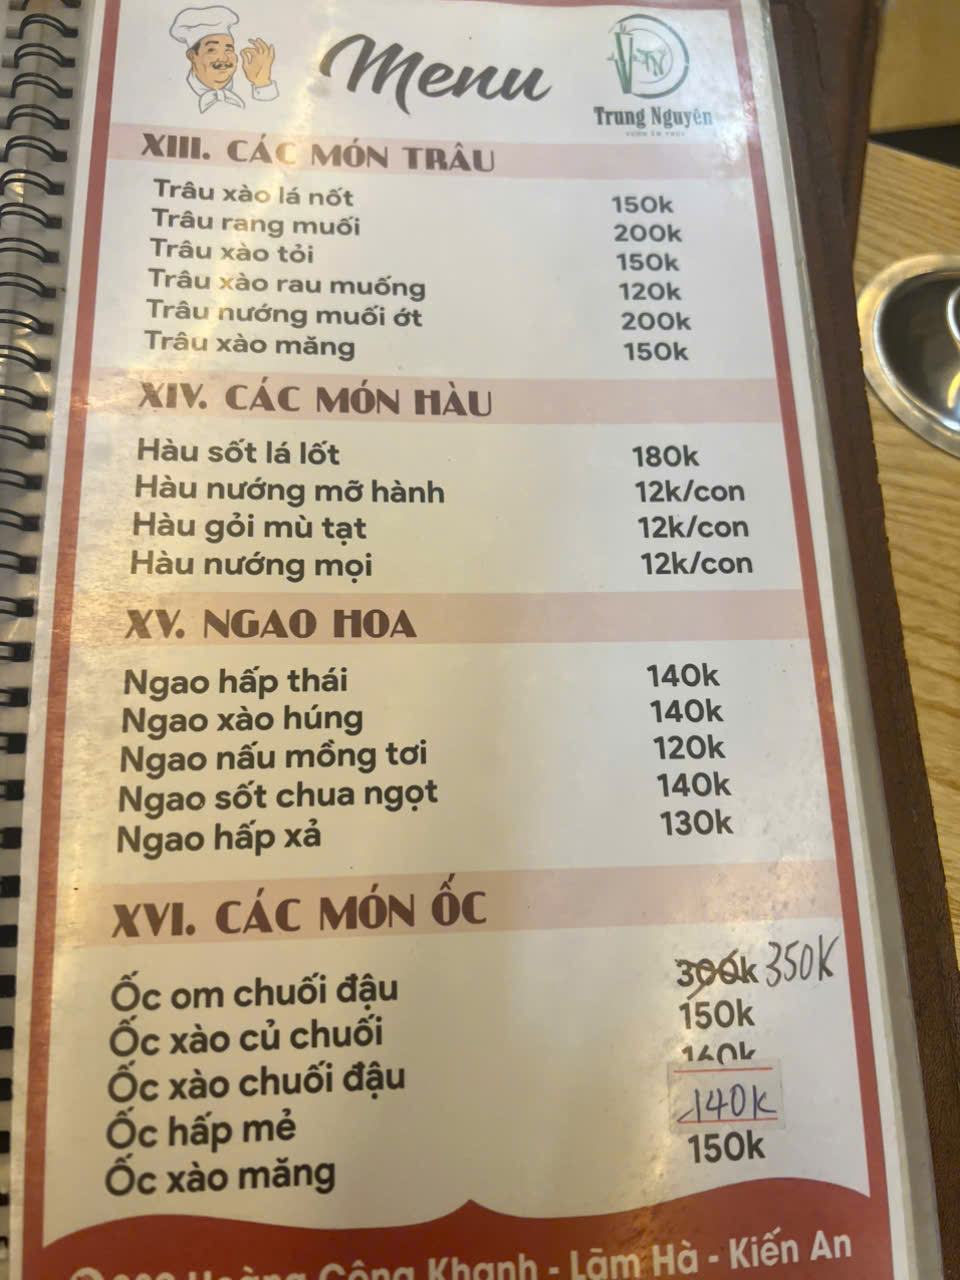 Menu
Trung Nguyên
XIII. CÁC MÓN TRÂU
Trâu xào lá nốt 150k
Trâu rang muối 200k
Trâu xào tỏi 150k
Trâu xào rau muống 120k
Trâu nướng muối ớt 200k
Trâu xào măng 150k
XIV. CÁC MÓN HÀU
Hàu sốt lá lốt 180k
Hàu nướng mỡ hành 12k/con
Hàu gỏi mù tạt 12k/con
Hàu nướng mọi 12k/con
XV. NGAO HOA
Ngao hấp thái 140k
Ngao xào húng 140k
Ngao nấu mồng tơi 120k
Ngao sốt chua ngọt 140k
Ngao hấp xả 130k
XVI. CÁC MÓN ỐC
Ốc om chuối đậu 300k 350K
Ốc xào củ chuối 150k
Ốc xào chuối đậu 160k
Ốc hấp mẻ 140k
Ốc xào măng 150k
Hoàng Công Khanh - Lãm Hà - Kiến An